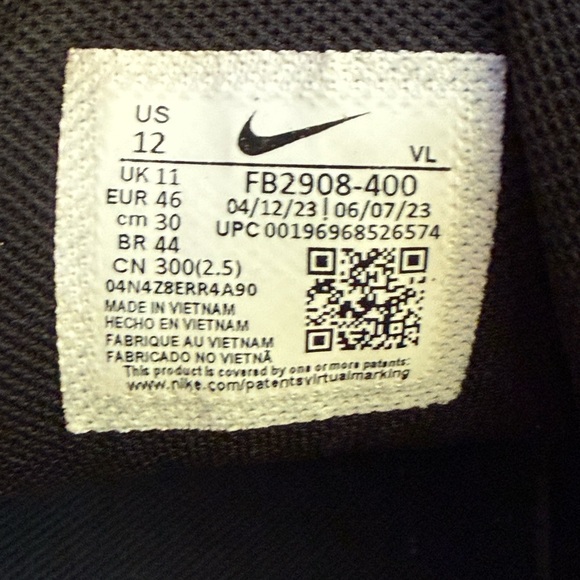 US
12
VL
UK 11
EUR 46
cm 30
BR 44
CN 300(2.5)
FB2908-400
04/12/23 | 06/07/23
UPC 00196968526574
04N4Z8ERR4A90
MADE IN VIETNAM
HECHO EN VIETNAM
FABRIQUE AU VIETNAM
FABRICADO NO VIETNÃ
This product is covered by one or more patents:
www.nike.com/patentsvirtualmarking